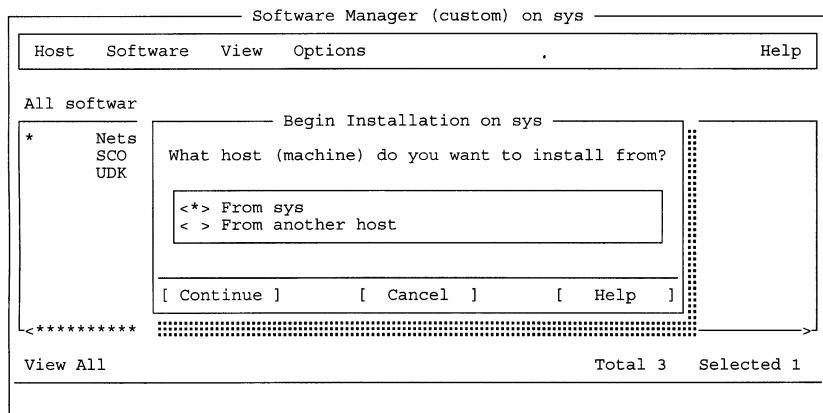 Software Manager (custom) on sys
Host Software View Options Help
All softwar
Begin Installation on sys
* Nets
SCO
UDK
What host (machine) do you want to install from?
<*> From sys
< > From another host
[ Continue ] [ Cancel ] [ Help ]
<********** >
View All Total 3 Selected 1